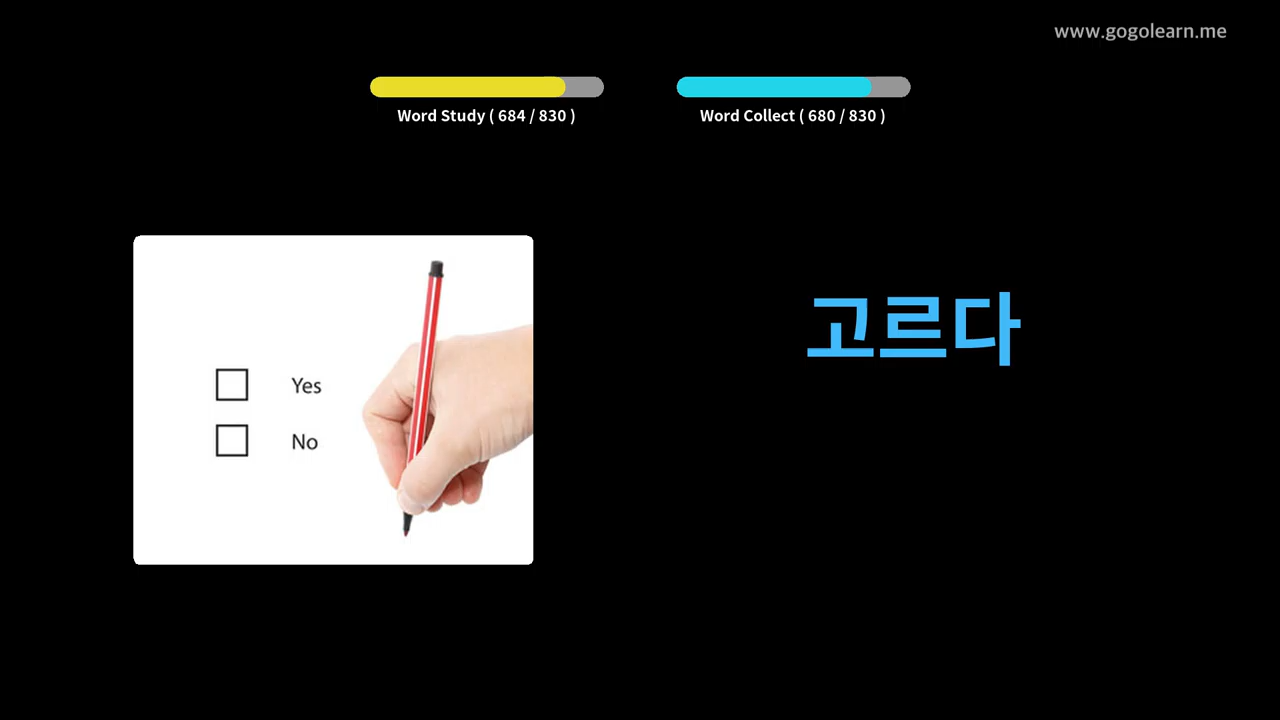 www.gogolearn.me
Word Study ( 684 / 830 )
Word Collect ( 680 / 830 )
고르다
Yes
No